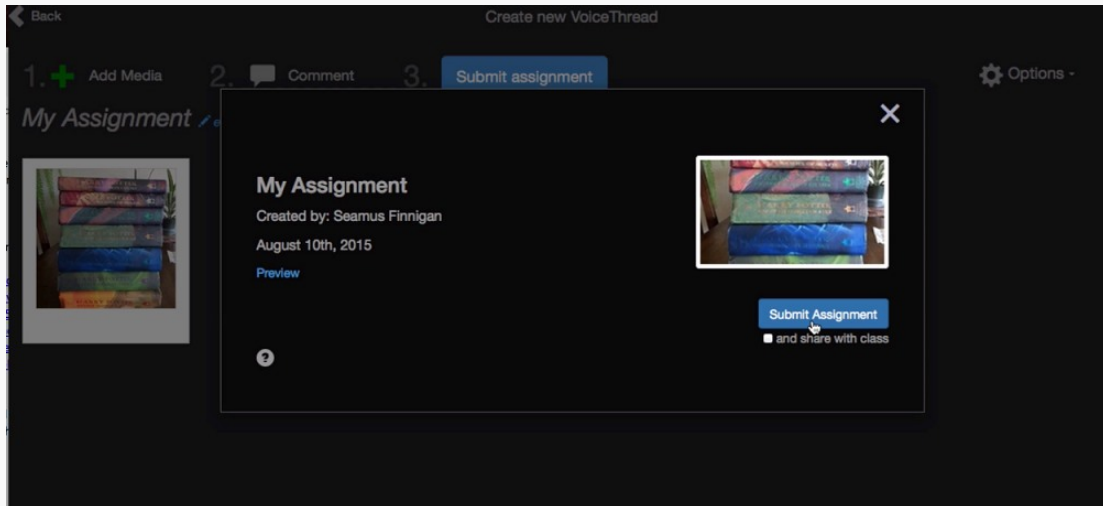 Back
Create new VoiceThread
1. Add Media 2. Comment 3. Submit assignment
Options
My Assignment
My Assignment
Created by: Seamus Finnigan
August 10th, 2015
Preview
Submit Assignment
and share with class
?